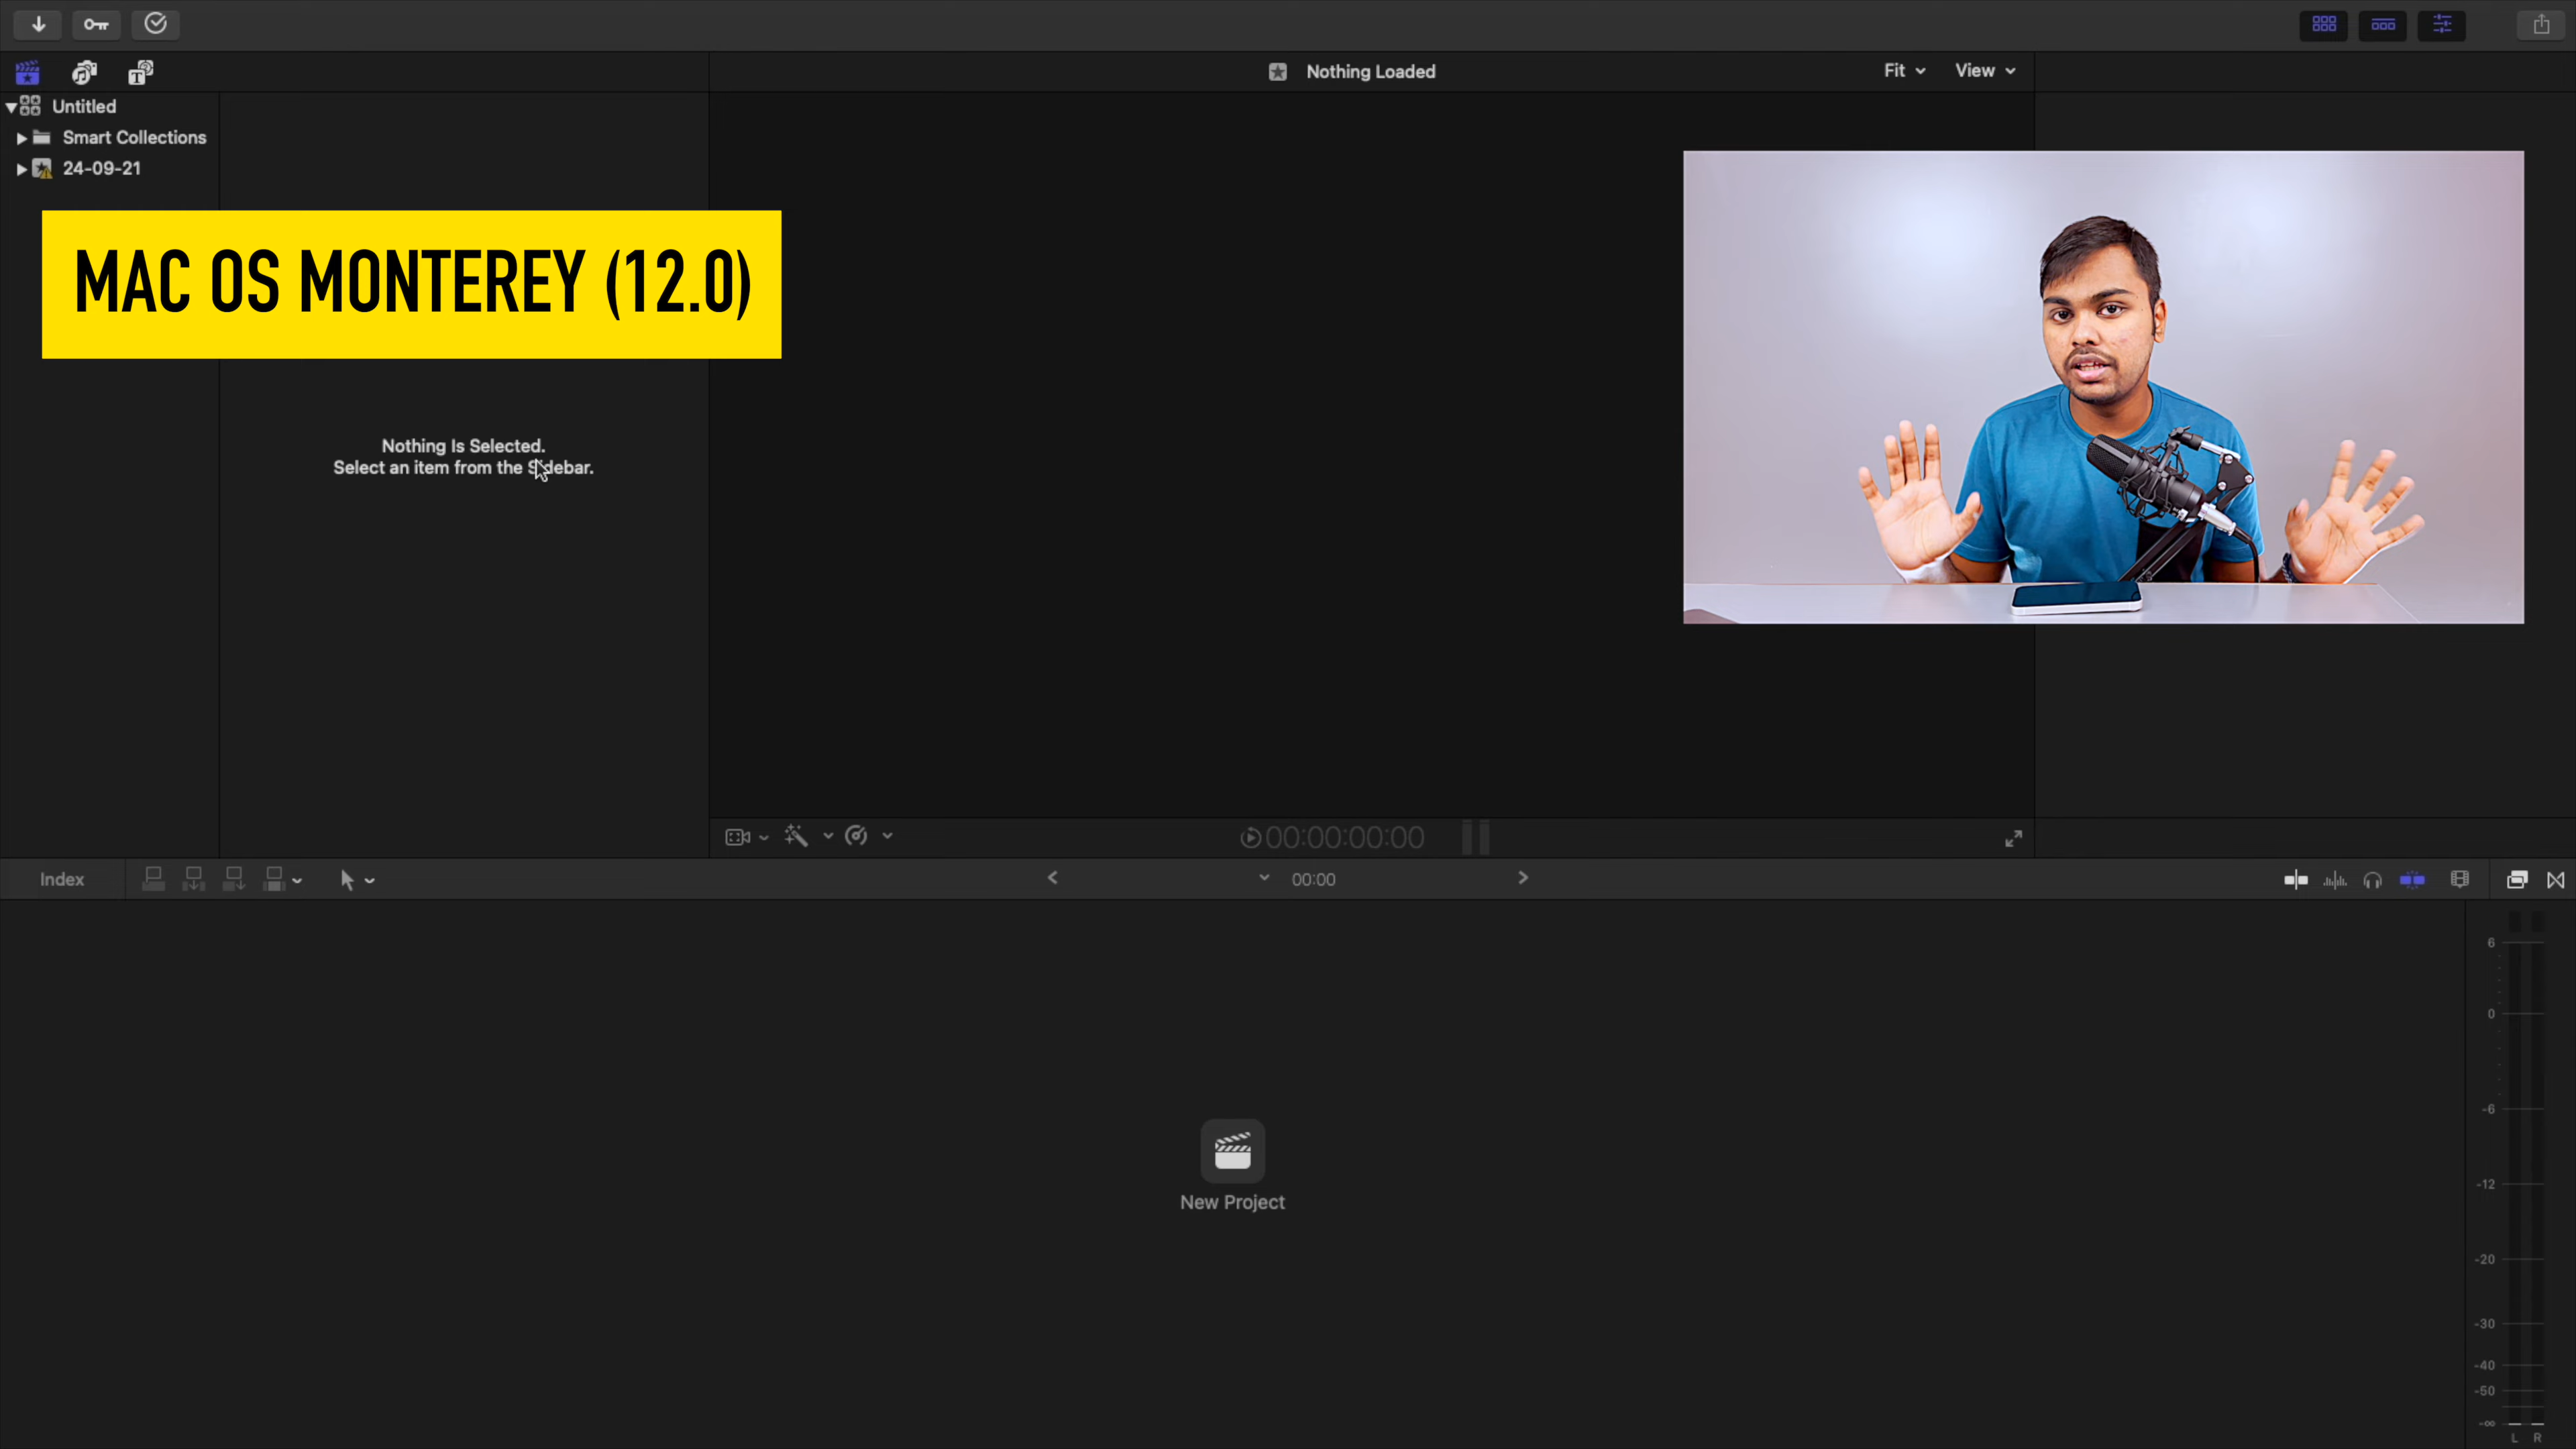 Nothing Loaded
Fit
View
Untitled
Smart Collections
24-09-21
MAC OS MONTEREY (12.0)
Nothing Is Selected.
Select an item from the Sidebar.
00:00:00:00
Index
00:00
New Project
6
0
-6
-12
-20
-30
-40
-50
-∞
L R